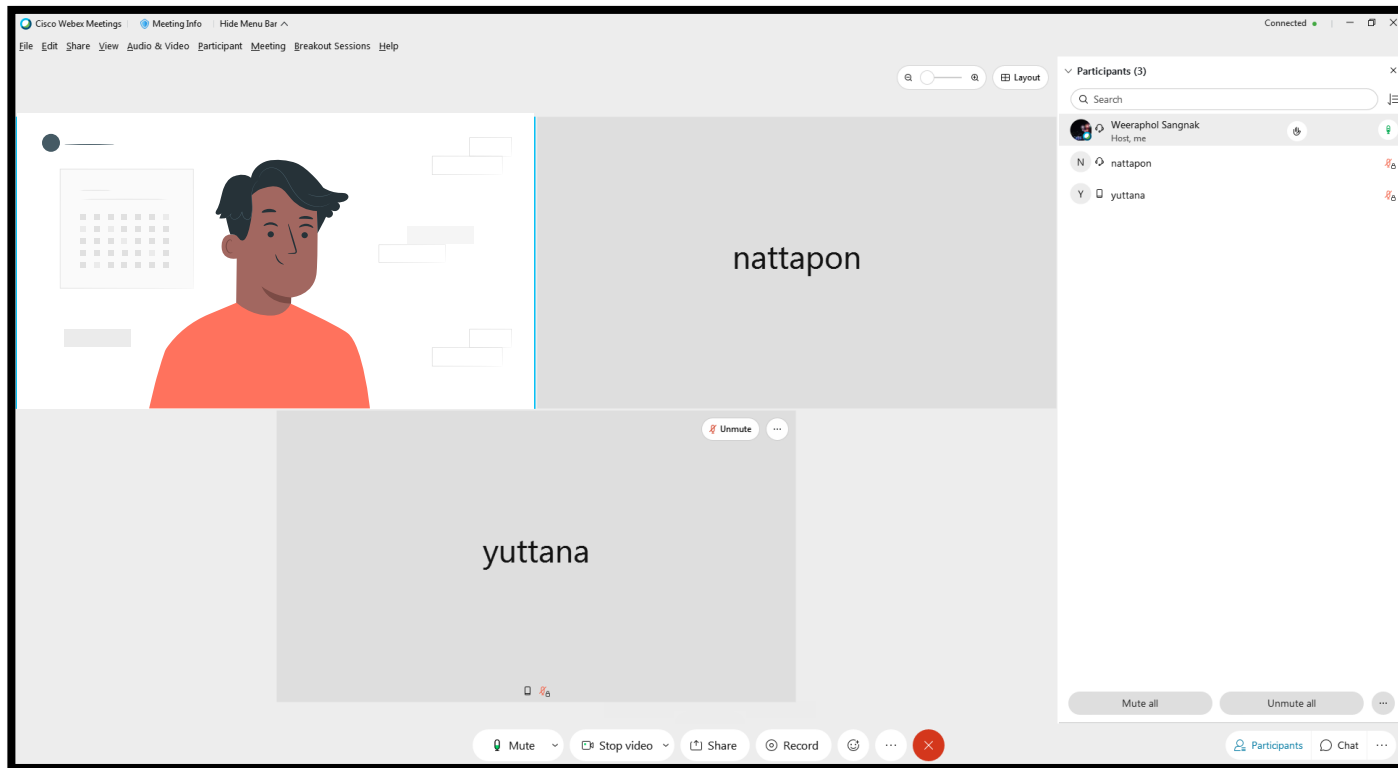 Cisco Webex Meetings Meeting Info Hide Menu Bar Connected
File Edit Share View Audio & Video Participant Meeting Breakout Sessions Help
Layout
Participants (3)
Search
Weeraphol Sangnak
Host, me
N nattapon
Y yuttana
nattapon
Unmute
yuttana
Mute all Unmute all
Mute Stop video Share Record Participants Chat